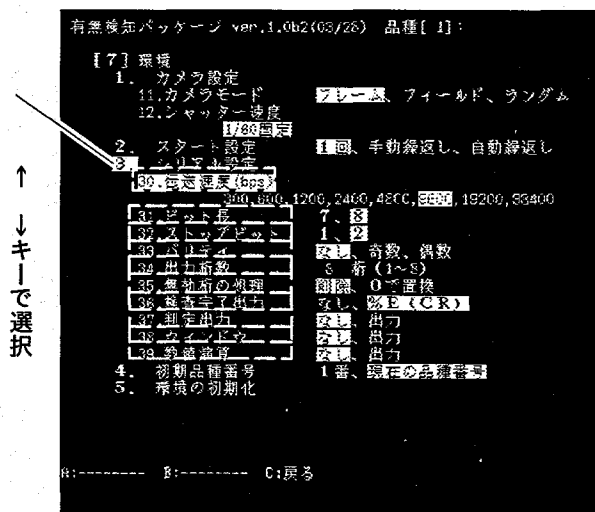 有無検知パッケージ ver.1.0b2(03/28) 品種[ 1]:
[7] 環境
1. カメラ設定
11.カメラモード フレーム、フィールド、ランダム
12.シャッター速度
1/60固定
2. スタート設定 1回、手動繰返し、自動繰返し
3. シリアル設定
30.伝送速度(bps)
300,600,1200,2400,4800,9600,19200,38400
31.ビット長 7、8
32.ストップビット 1、2
33.パリティ なし、奇数、偶数
34.出力桁数 8 桁(1~8)
35.無効桁の処理 削除、0で置換
36.検査完了出力 なし、%E(CR)
37.判定出力 なし、出力
38.ウィンドウ なし、出力
39.数値演算 なし、出力
4. 初期品種番号 1番、現在の品種番号
5. 環境の初期化
A:-------- B:-------- C:戻る
↑ ↓キーで選択